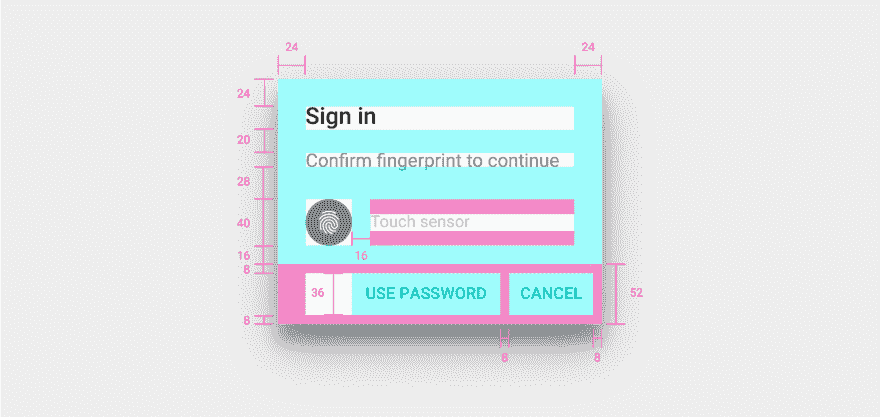 24 24
24
Sign in
20
Confirm fingerprint to continue
28
40
Touch sensor
16
16
8
36 USE PASSWORD CANCEL 52
8
8 8